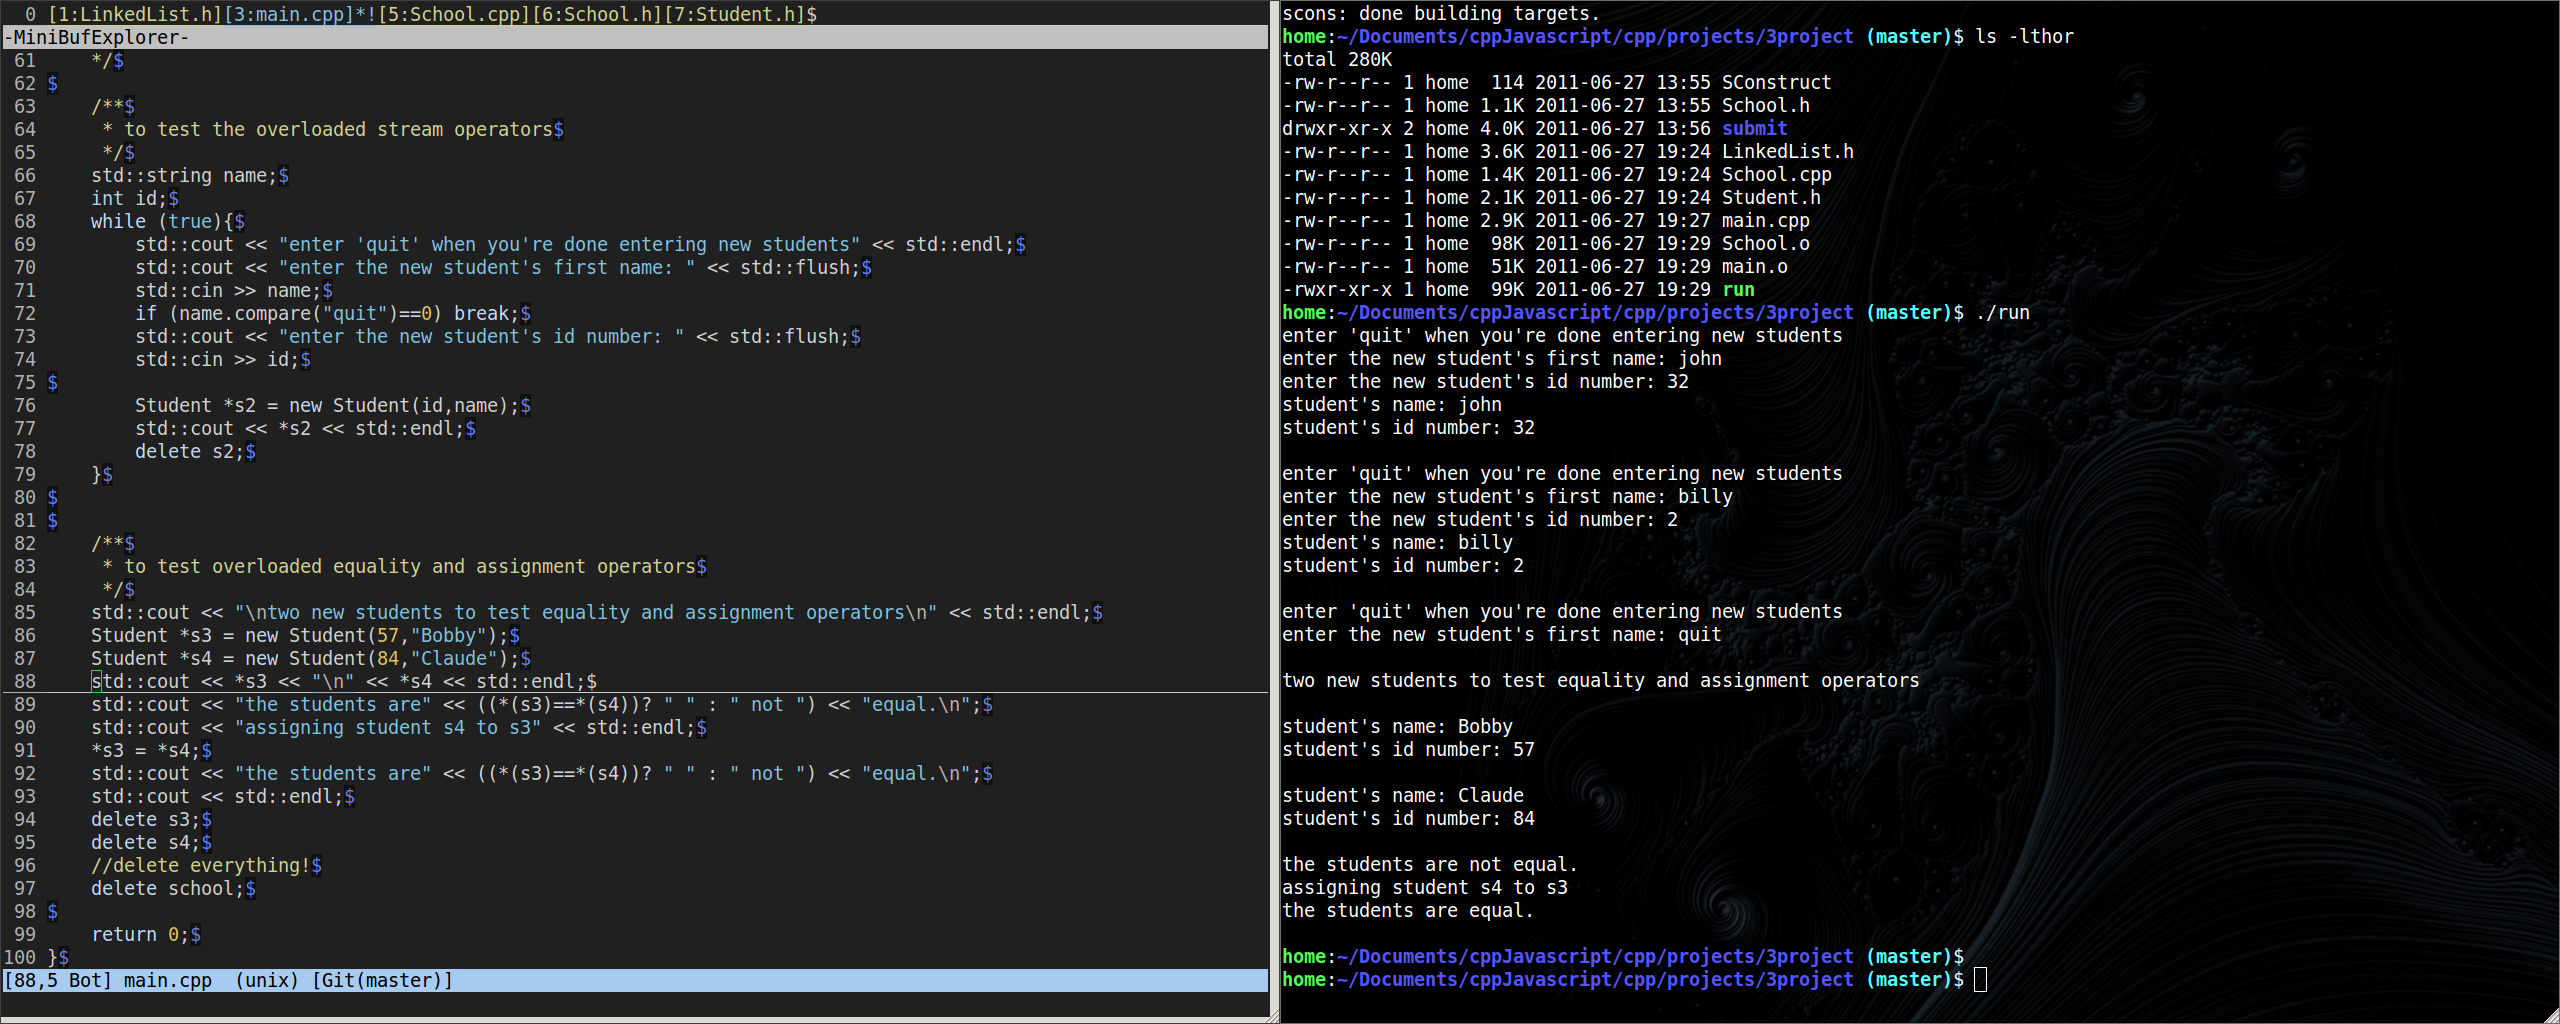 0 [1:LinkedList.h][3:main.cpp]*![5:School.cpp][6:School.h][7:Student.h]$
-MiniBufExplorer-
61     */$
62 $
63     /**$
64      * to test the overloaded stream operators$
65      */$
66     std::string name;$
67     int id;$
68     while (true){$
69         std::cout << "enter 'quit' when you're done entering new students" << std::endl;$
70         std::cout << "enter the new student's first name: " << std::flush;$
71         std::cin >> name;$
72         if (name.compare("quit")==0) break;$
73         std::cout << "enter the new student's id number: " << std::flush;$
74         std::cin >> id;$
75 $
76         Student *s2 = new Student(id,name);$
77         std::cout << *s2 << std::endl;$
78         delete s2;$
79     }$
80 $
81 $
82     /**$
83      * to test overloaded equality and assignment operators$
84      */$
85     std::cout << "\ntwo new students to test equality and assignment operators\n" << std::endl;$
86     Student *s3 = new Student(57,"Bobby");$
87     Student *s4 = new Student(84,"Claude");$
88     std::cout << *s3 << "\n" << *s4 << std::endl;$
89     std::cout << "the students are" << ((*(s3)==*(s4))? " " : " not ") << "equal.\n";$
90     std::cout << "assigning student s4 to s3" << std::endl;$
91     *s3 = *s4;$
92     std::cout << "the students are" << ((*(s3)==*(s4))? " " : " not ") << "equal.\n";$
93     std::cout << std::endl;$
94     delete s3;$
95     delete s4;$
96     //delete everything!$
97     delete school;$
98 $
99     return 0;$
100 }$
[88,5 Bot] main.cpp  (unix) [Git(master)]
scons: done building targets.
home:~/Documents/cppJavascript/cpp/projects/3project (master)$ ls -lthor
total 280K
-rw-r--r-- 1 home  114 2011-06-27 13:55 SConstruct
-rw-r--r-- 1 home 1.1K 2011-06-27 13:55 School.h
drwxr-xr-x 2 home 4.0K 2011-06-27 13:56 submit
-rw-r--r-- 1 home 3.6K 2011-06-27 19:24 LinkedList.h
-rw-r--r-- 1 home 1.4K 2011-06-27 19:24 School.cpp
-rw-r--r-- 1 home 2.1K 2011-06-27 19:24 Student.h
-rw-r--r-- 1 home 2.9K 2011-06-27 19:27 main.cpp
-rw-r--r-- 1 home  98K 2011-06-27 19:29 School.o
-rw-r--r-- 1 home  51K 2011-06-27 19:29 main.o
-rwxr-xr-x 1 home  99K 2011-06-27 19:29 run
home:~/Documents/cppJavascript/cpp/projects/3project (master)$ ./run
enter 'quit' when you're done entering new students
enter the new student's first name: john
enter the new student's id number: 32
student's name: john
student's id number: 32
enter 'quit' when you're done entering new students
enter the new student's first name: billy
enter the new student's id number: 2
student's name: billy
student's id number: 2
enter 'quit' when you're done entering new students
enter the new student's first name: quit
two new students to test equality and assignment operators
student's name: Bobby
student's id number: 57
student's name: Claude
student's id number: 84
the students are not equal.
assigning student s4 to s3
the students are equal.
home:~/Documents/cppJavascript/cpp/projects/3project (master)$
home:~/Documents/cppJavascript/cpp/projects/3project (master)$